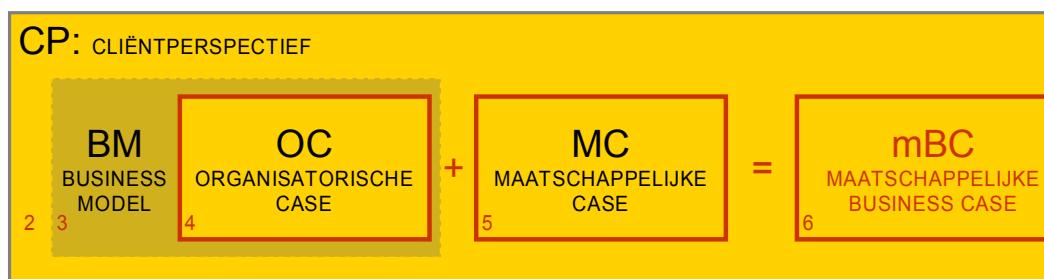 CP: CLIËNTPERSPECTIEF
BM
BUSINESS
MODEL
OC
ORGANISATORISCHE
CASE
+
MC
MAATSCHAPPELIJKE
CASE
=
mBC
MAATSCHAPPELIJKE
BUSINESS CASE
2
3
4
5
6